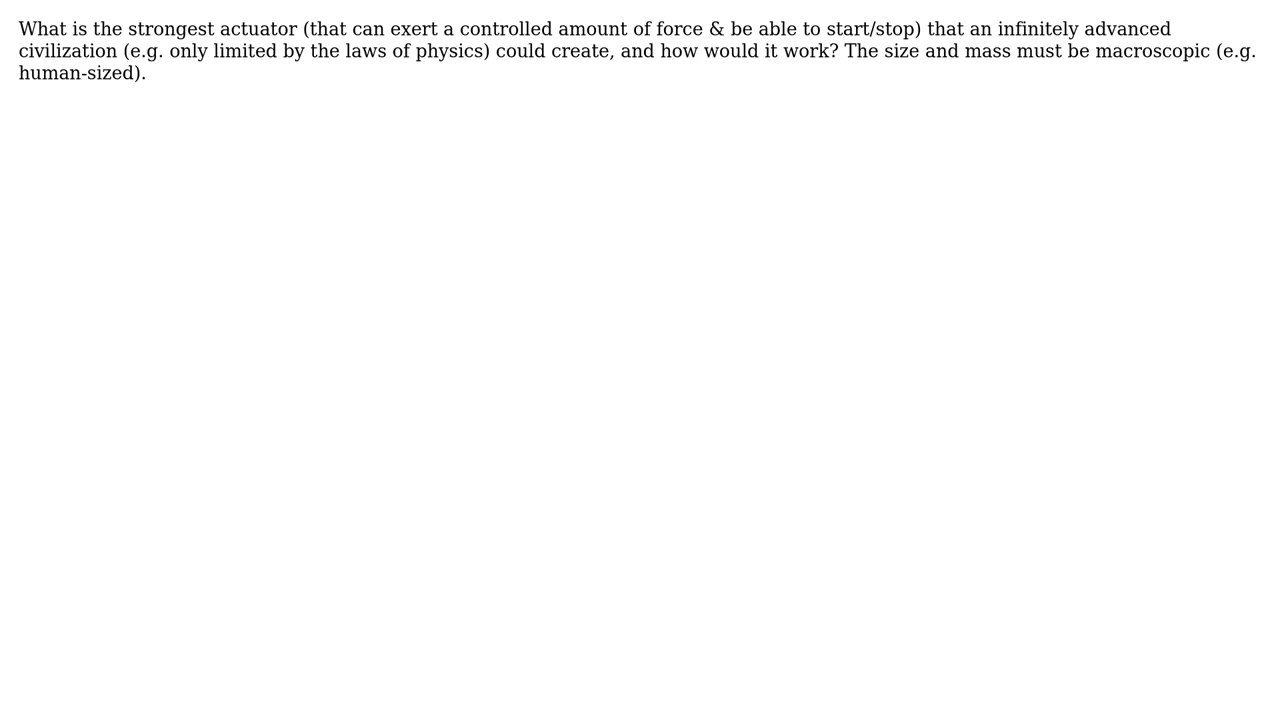 What is the strongest actuator (that can exert a controlled amount of force & be able to start/stop) that an infinitely advanced
civilization (e.g. only limited by the laws of physics) could create, and how would it work? The size and mass must be macroscopic (e.g.
human-sized).